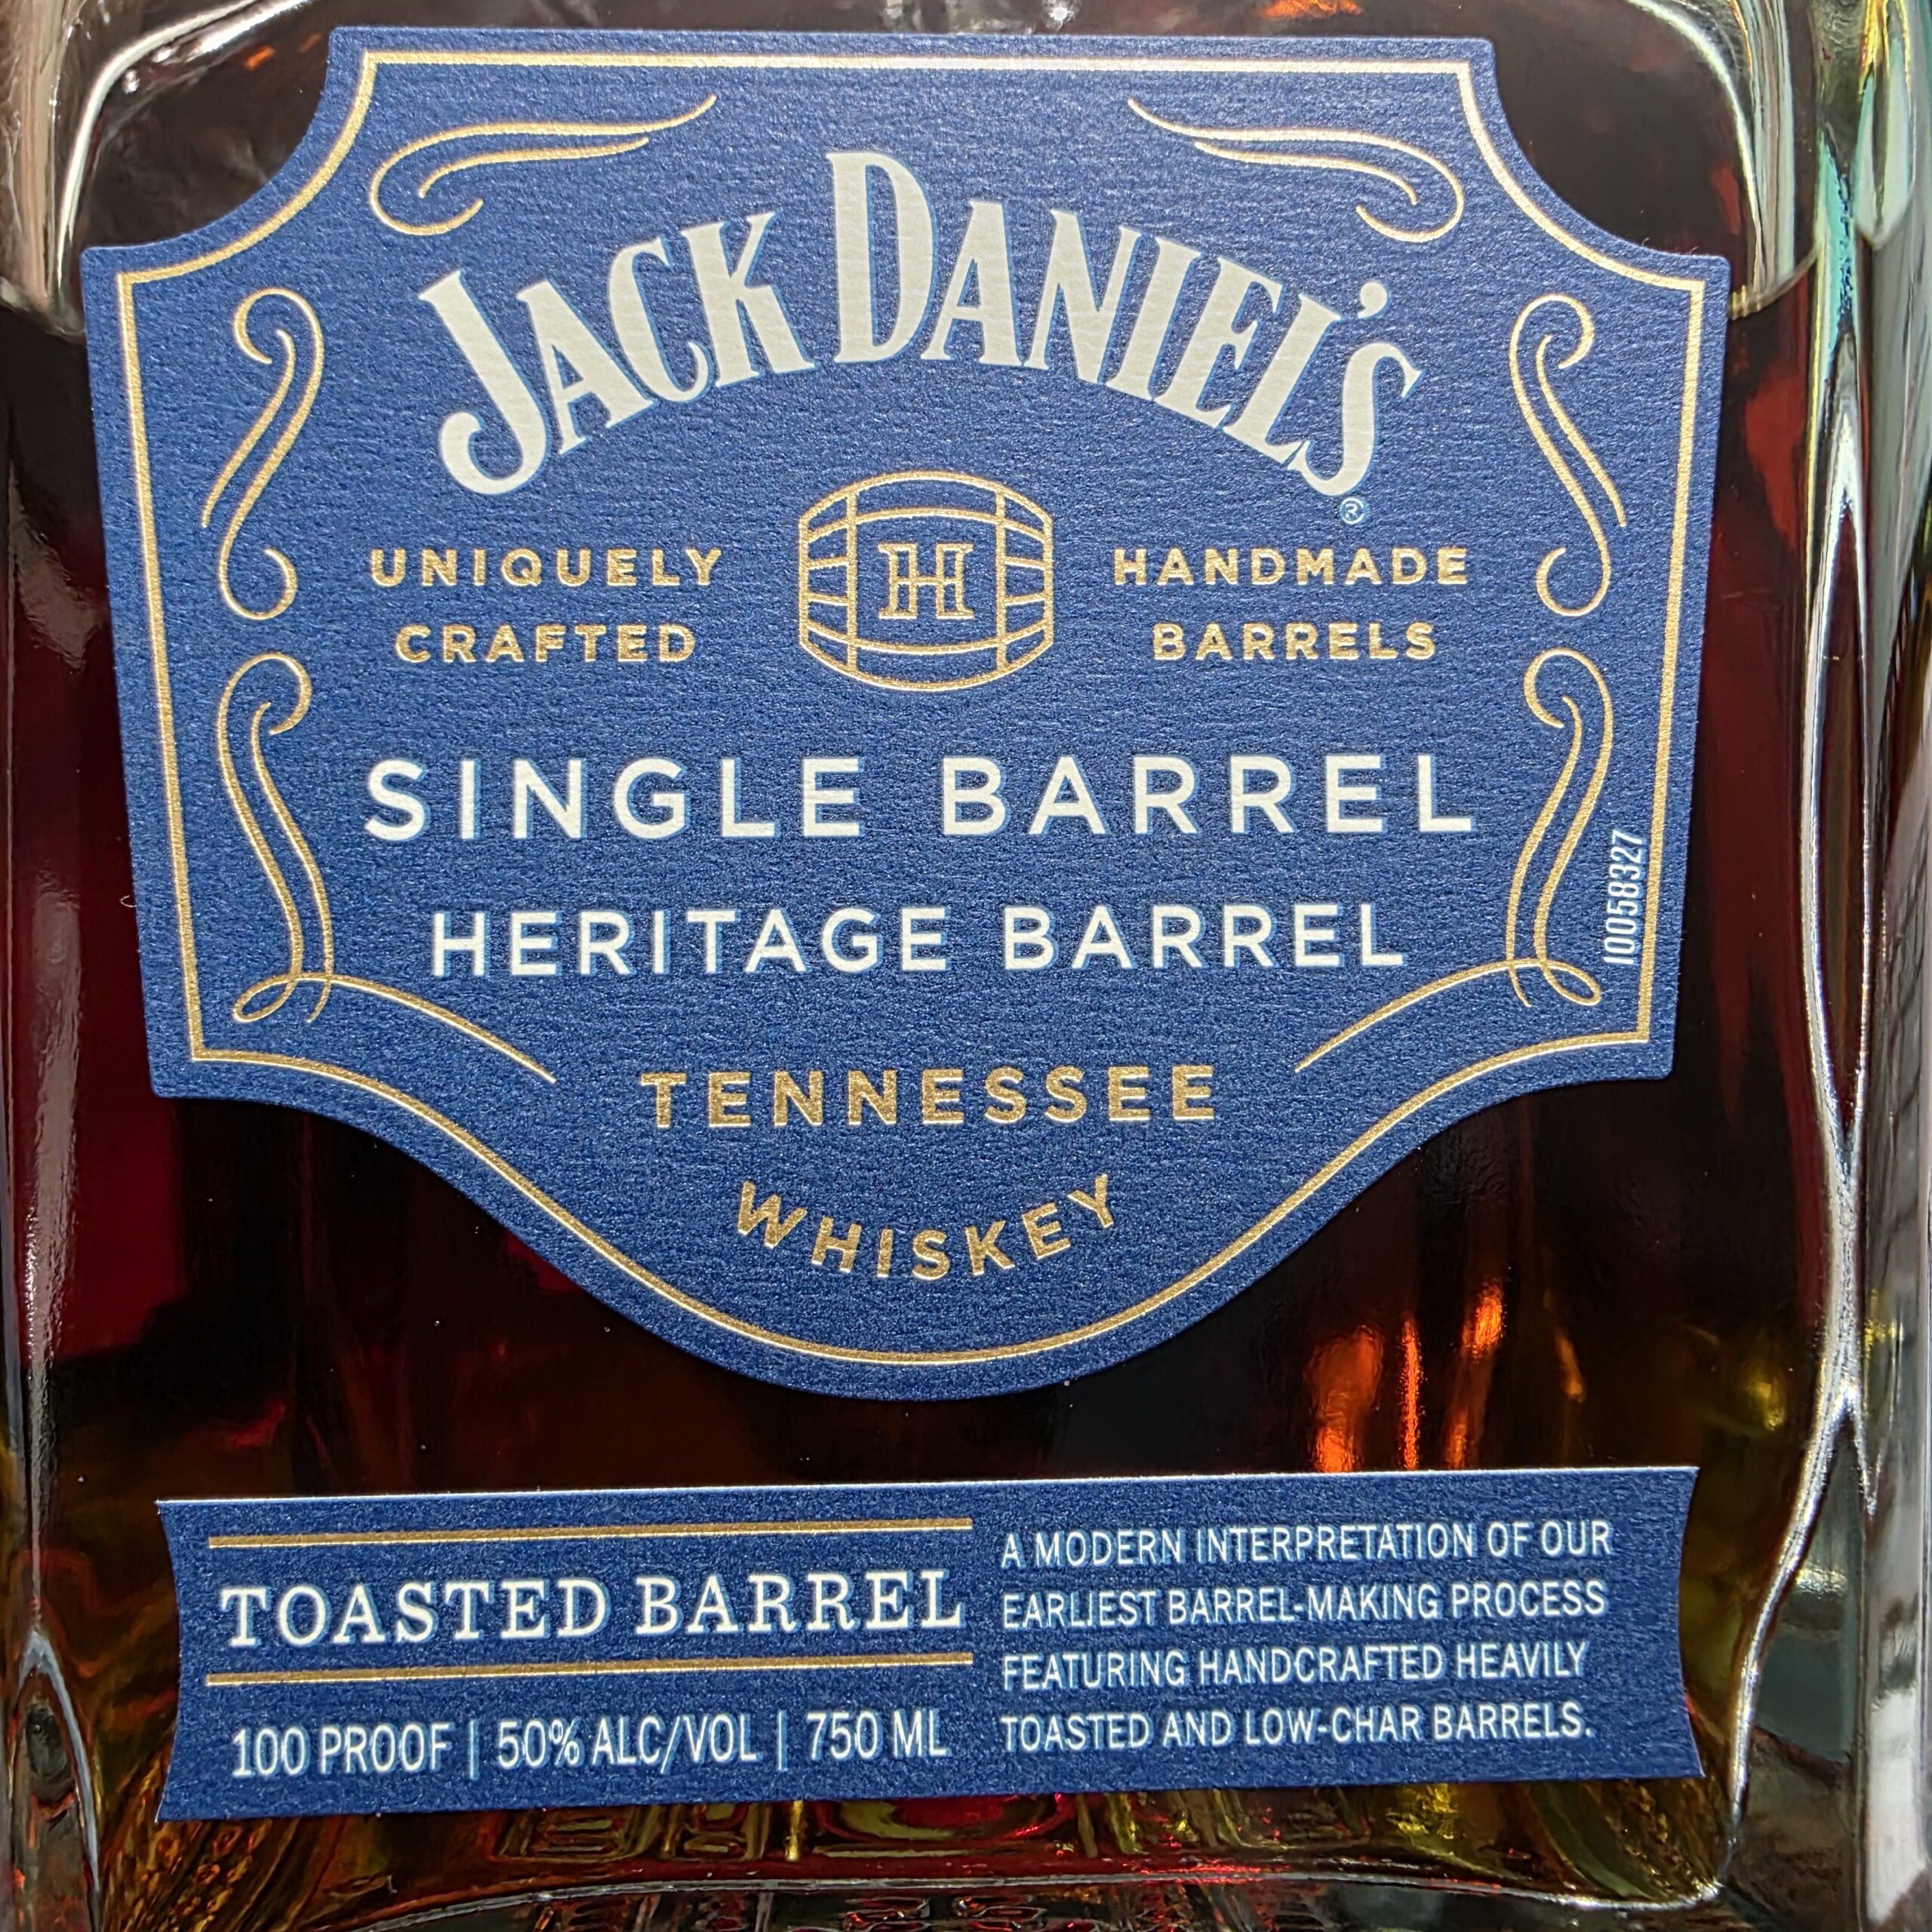 JACK DANIEL'S
®
UNIQUELY
CRAFTED
H
HANDMADE
BARRELS
SINGLE BARREL
HERITAGE BARREL
10058327
TENNESSEE
WHISKEY
TOASTED BARREL
100 PROOF | 50% ALC/VOL | 750 ML
A MODERN INTERPRETATION OF OUR
EARLIEST BARREL-MAKING PROCESS
FEATURING HANDCRAFTED HEAVILY
TOASTED AND LOW-CHAR BARRELS.